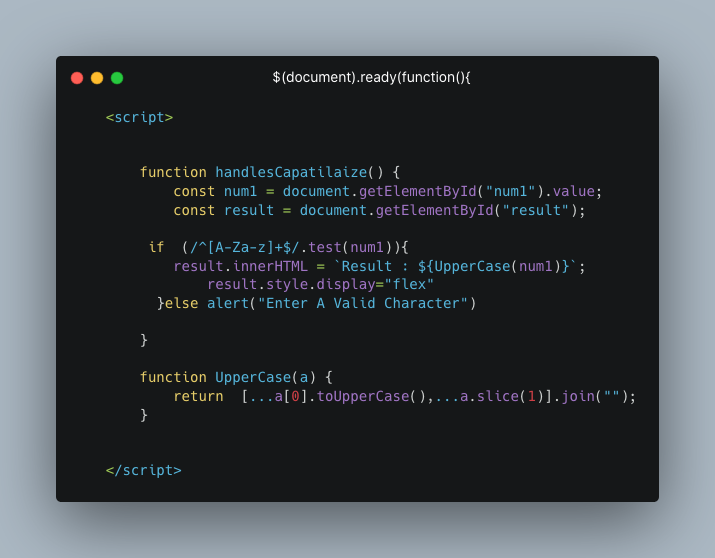 $(document).ready(function(){
<script>
function handlesCapatilaize() {
const num1 = document.getElementById("num1").value;
const result = document.getElementById("result");
if  (/^[A-Za-z]+$/.test(num1)){
result.innerHTML = `Result : ${UpperCase(num1)}`;
result.style.display="flex"
}else alert("Enter A Valid Character")
}
function UpperCase(a) {
return  [...a[0].toUpperCase(),...a.slice(1)].join("");
}
</script>